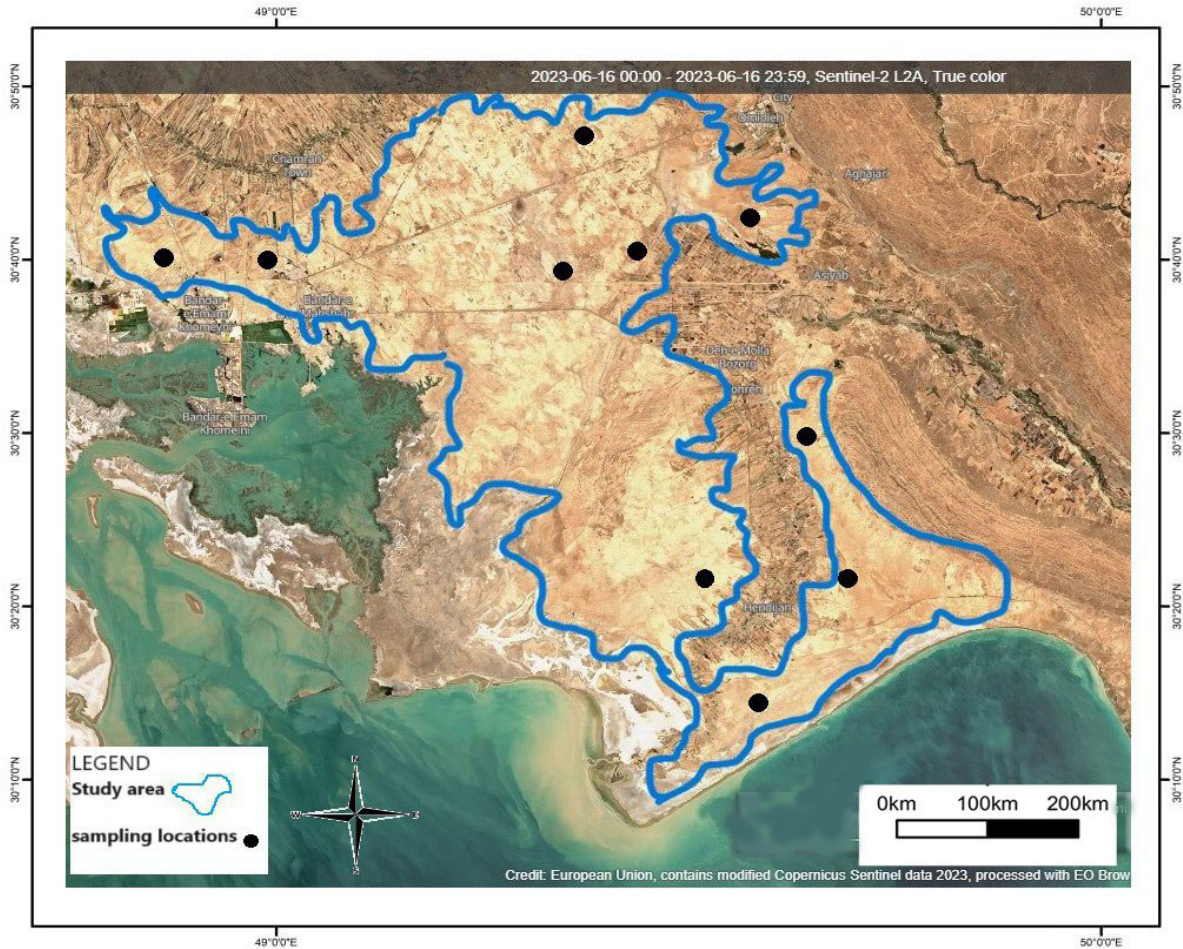 49°0'0"E
50°0'0"E
2023-06-16 00:00 - 2023-06-16 23:59, Sentinel-2 L2A, True color
30°50'0"N
30°50'0"N
City
Omidieh
Chamran
Town
Aghajari
30°40'0"N
30°40'0"N
Asiyab
Bandar-
e Emam
Khomeyni
Bandar-e
Mahshahr
Deh-e Molla
Bozorg
Zohreh
30°30'0"N
30°30'0"N
Bandar-e Emam
Khomeini
30°20'0"N
30°20'0"N
Hendijan
30°10'0"N
30°10'0"N
LEGEND
Study area
sampling locations
N
W
E
S
0km 100km 200km
Credit: European Union, contains modified Copernicus Sentinel data 2023, processed with EO Brow
49°0'0"E
50°0'0"E